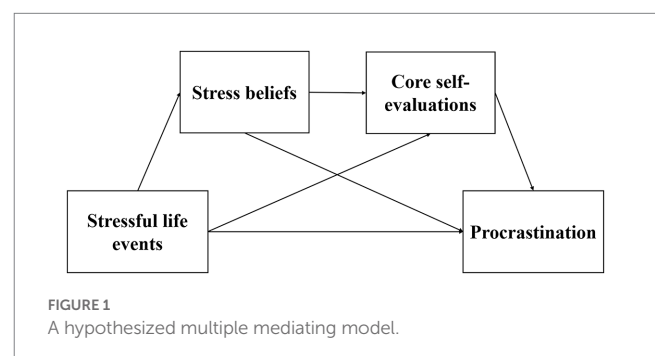 Stress beliefs
Core self-
evaluations
Stressful life
events
Procrastination
FIGURE 1
A hypothesized multiple mediating model.